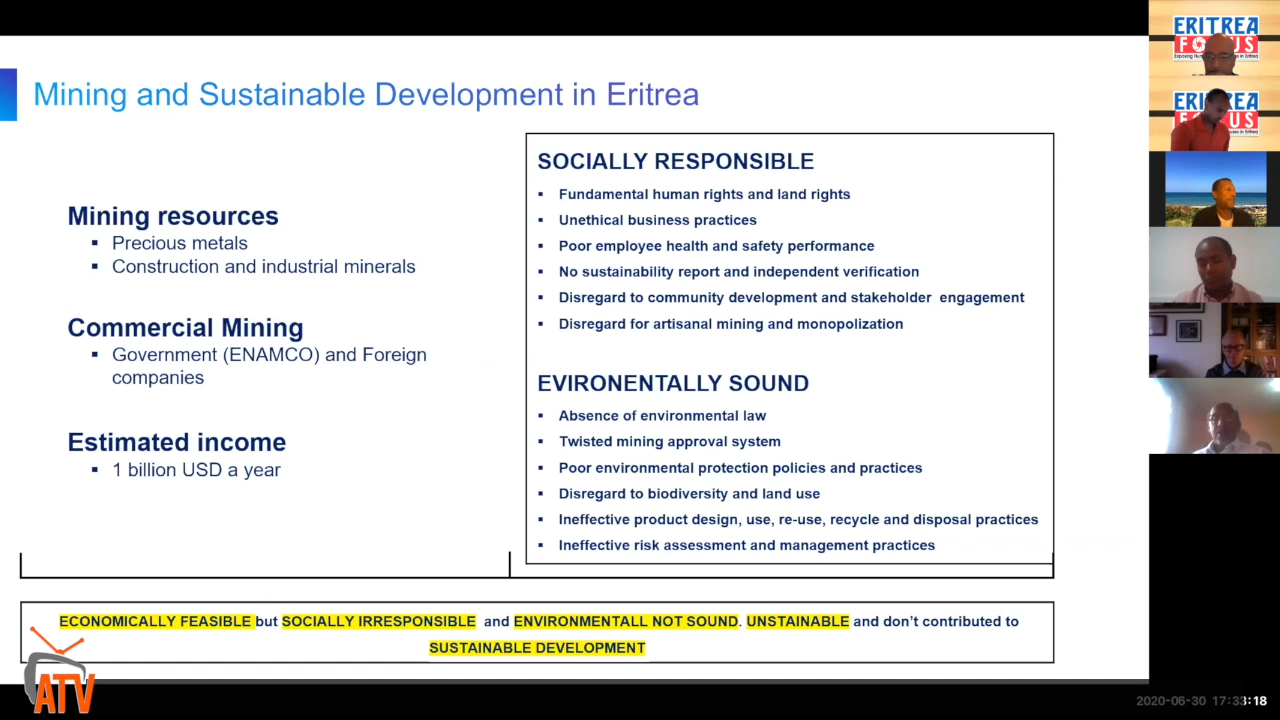 Mining and Sustainable Development in Eritrea
Mining resources
▪ Precious metals
▪ Construction and industrial minerals
Commercial Mining
▪ Government (ENAMCO) and Foreign
companies
Estimated income
▪ 1 billion USD a year
SOCIALLY RESPONSIBLE
▪ Fundamental human rights and land rights
▪ Unethical business practices
▪ Poor employee health and safety performance
▪ No sustainability report and independent verification
▪ Disregard to community development and stakeholder engagement
▪ Disregard for artisanal mining and monopolization
EVIRONENTALLY SOUND
▪ Absence of environmental law
▪ Twisted mining approval system
▪ Poor environmental protection policies and practices
▪ Disregard to biodiversity and land use
▪ Ineffective product design, use, re-use, recycle and disposal practices
▪ Ineffective risk assessment and management practices
ECONOMICALLY FEASIBLE but SOCIALLY IRRESPONSIBLE and ENVIRONMENTALL NOT SOUND. UNSTAINABLE and don't contributed to
SUSTAINABLE DEVELOPMENT
ATV
ERITREA
2020-06-30